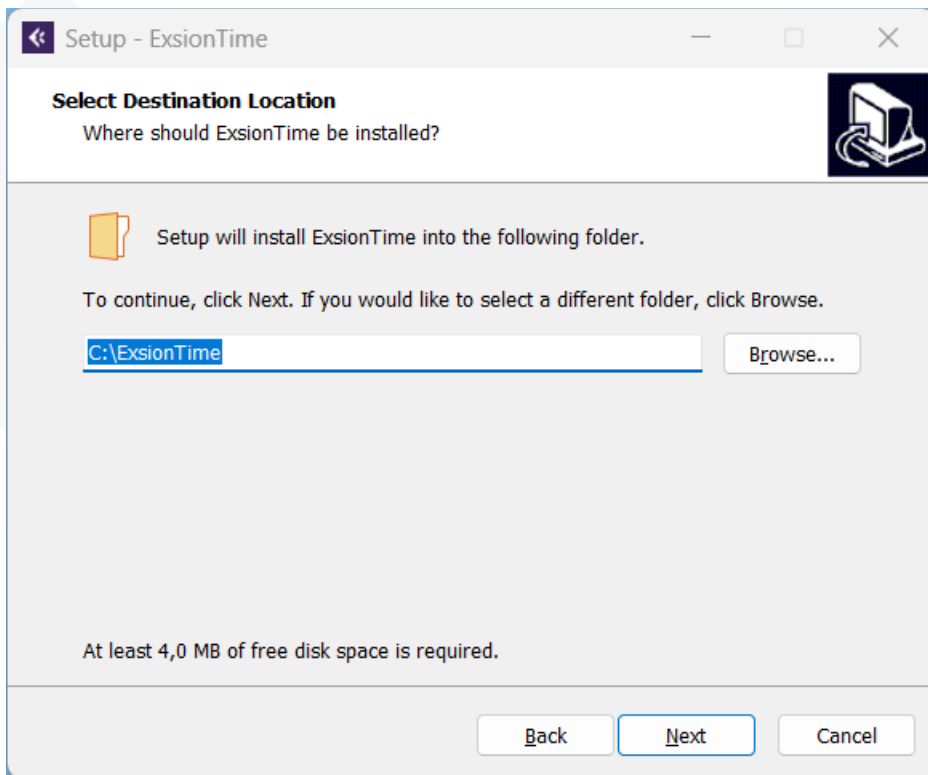 Setup - ExsionTime
Select Destination Location
Where should ExsionTime be installed?
Setup will install ExsionTime into the following folder.
To continue, click Next. If you would like to select a different folder, click Browse.
C:\ExsionTime
Browse...
At least 4,0 MB of free disk space is required.
Back
Next
Cancel